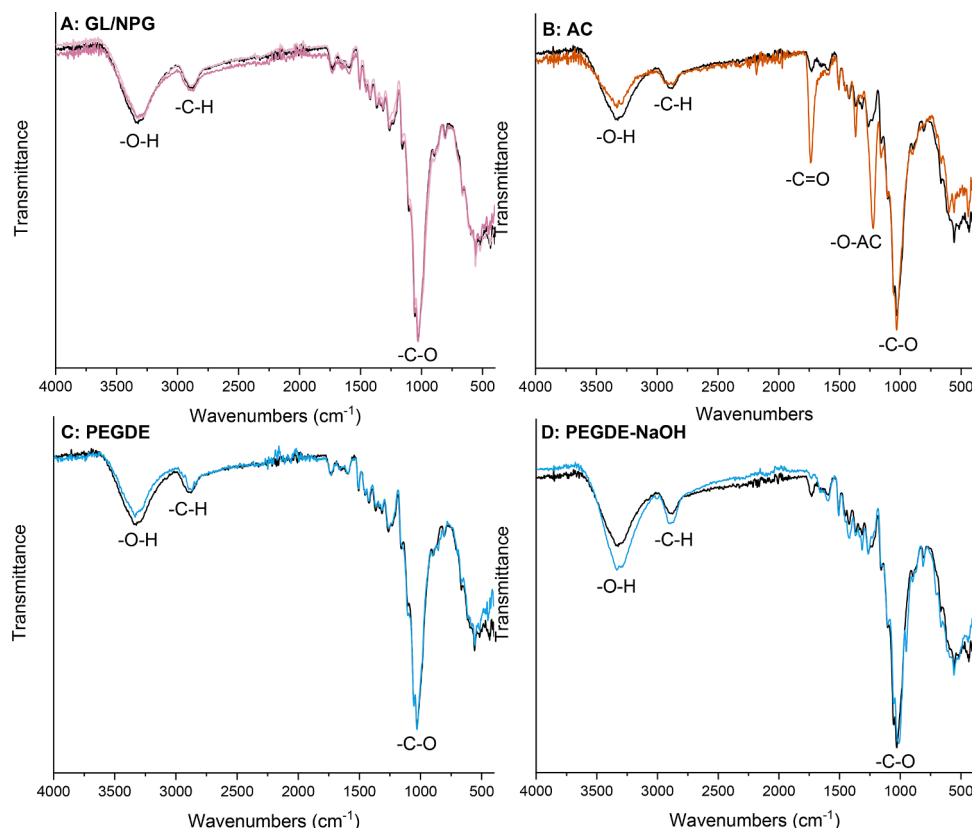 A: GL/NPG
-C-H
-O-H
-C-O
Transmittance
4000 3500 3000 2500 2000 1500 1000 500
Wavenumbers (cm⁻¹)
B: AC
-C-H
-O-H
-C=O
-O-AC
-C-O
Transmittance
4000 3500 3000 2500 2000 1500 1000 500
Wavenumbers
C: PEGDE
-C-H
-O-H
-C-O
Transmittance
4000 3500 3000 2500 2000 1500 1000 500
Wavenumbers (cm⁻¹)
D: PEGDE-NaOH
-C-H
-O-H
-C-O
Transmittance
4000 3500 3000 2500 2000 1500 1000 500
Wavenumbers (cm⁻¹)